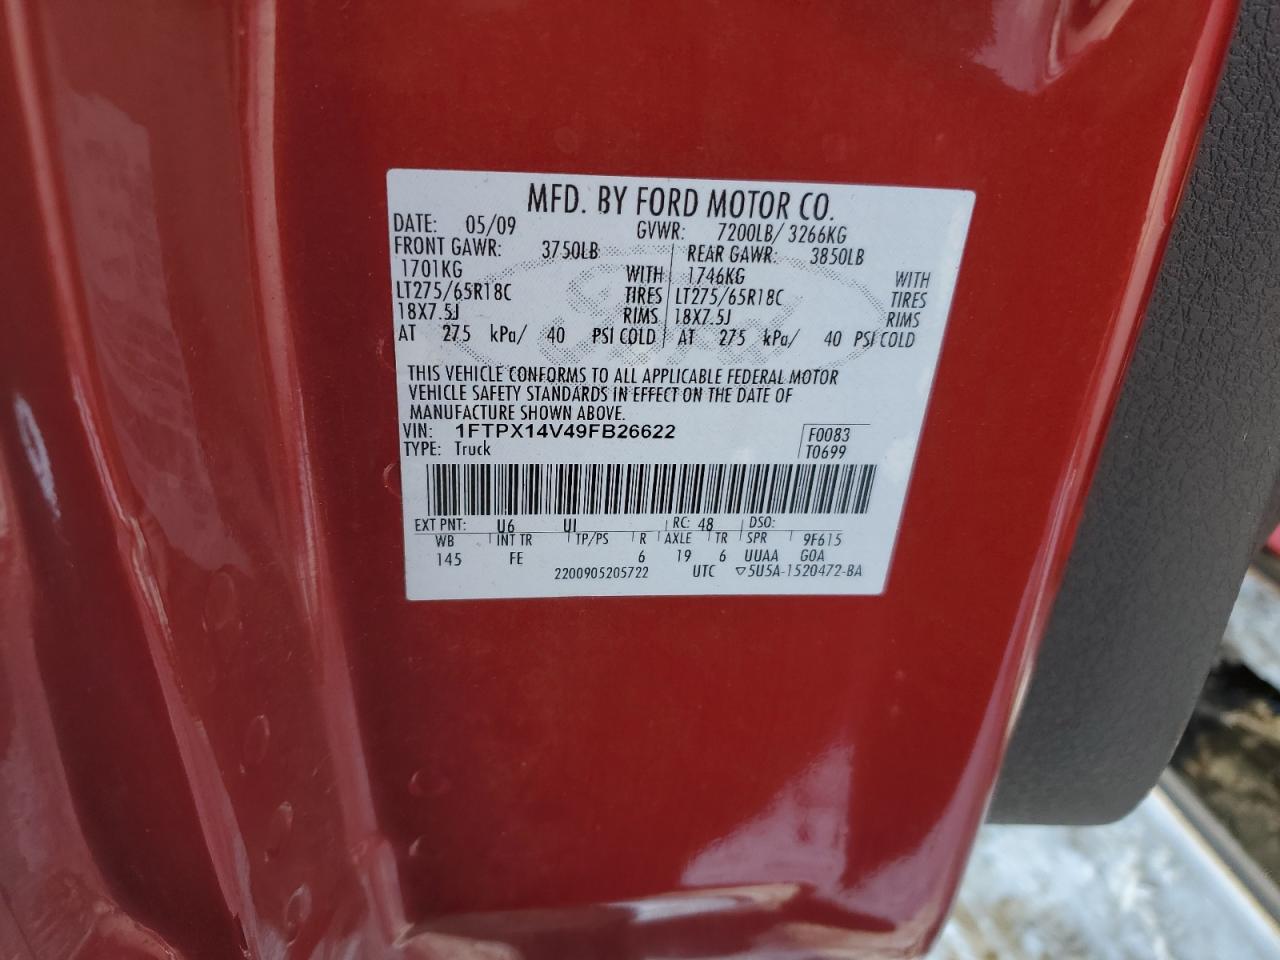 MFD. BY FORD MOTOR CO.
DATE: 05/09 GVWR: 7200LB/ 3266KG
FRONT GAWR: 3750LB REAR GAWR: 3850LB
1701KG WITH 1746KG WITH
LT275/65R18C TIRES LT275/65R18C TIRES
18X7.5J RIMS 18X7.5J RIMS
AT 275 kPa/ 40 PSI COLD AT 275 kPa/ 40 PSI COLD
THIS VEHICLE CONFORMS TO ALL APPLICABLE FEDERAL MOTOR
VEHICLE SAFETY STANDARDS IN EFFECT ON THE DATE OF
MANUFACTURE SHOWN ABOVE.
VIN: 1FTPX14V49FB26622 F0083
TYPE: Truck T0699
EXT PNT: U6 U1 RC: 48 DSO:
WB INT TR TP/PS R AXLE TR SPR 9F615
145 FE 6 19 6 UUAA GOA
2200905205722 UTC ▽5U5A-1520472-BA